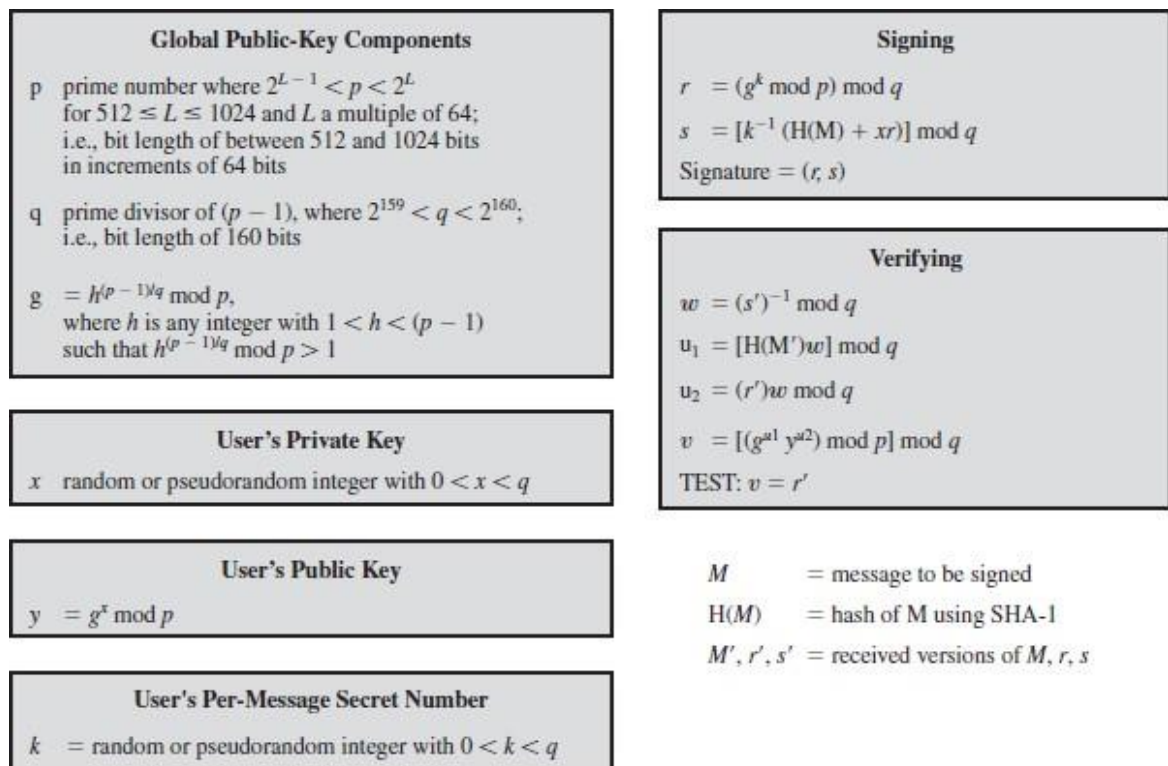 Global Public-Key Components
p prime number where 2^{L – 1} < p < 2^{L}
for 512 ≤ L ≤ 1024 and L a multiple of 64;
i.e., bit length of between 512 and 1024 bits
in increments of 64 bits
q prime divisor of (p – 1), where 2^{159} < q < 2^{160};
i.e., bit length of 160 bits
g = h^{(p – 1)/q} mod p,
where h is any integer with 1 < h < (p – 1)
such that h^{(p – 1)/q} mod p > 1
User's Private Key
x random or pseudorandom integer with 0 < x < q
User's Public Key
y = g^{x} mod p
User's Per-Message Secret Number
k = random or pseudorandom integer with 0 < k < q
Signing
r = (g^{k} mod p) mod q
s = [k^{–1} (H(M) + xr)] mod q
Signature = (r, s)
Verifying
w = (s′)^{–1} mod q
u₁ = [H(M′)w] mod q
u₂ = (r′)w mod q
v = [(g^{u1} y^{u2}) mod p] mod q
TEST: v = r′
M = message to be signed
H(M) = hash of M using SHA-1
M′, r′, s′ = received versions of M, r, s